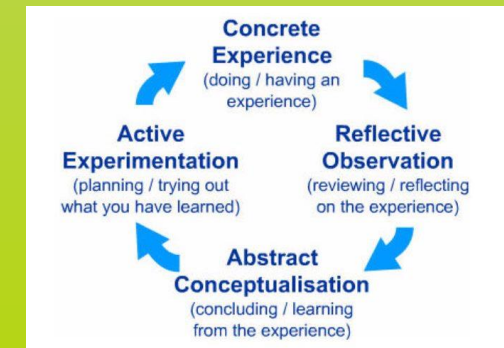 Concrete
Experience
(doing / having an
experience)
Reflective
Observation
(reviewing / reflecting
on the experience)
Abstract
Conceptualisation
(concluding / learning
from the experience)
Active
Experimentation
(planning / trying out
what you have learned)